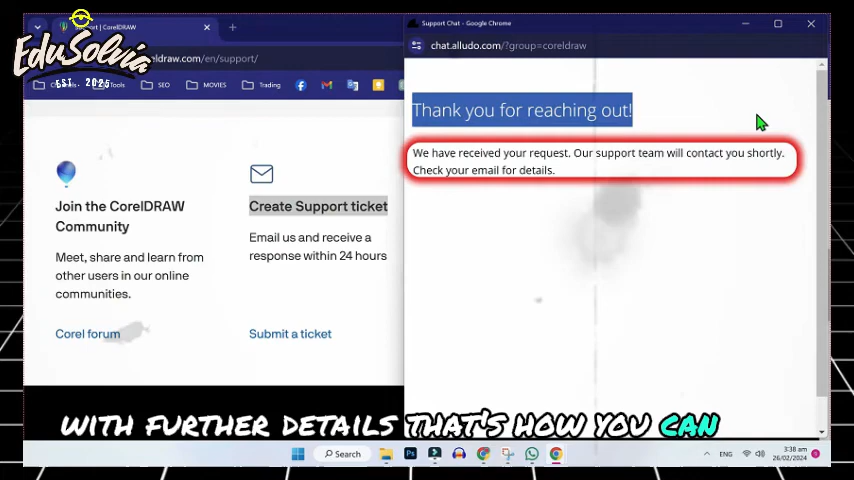 Support Chat - Google Chrome
chat.alludo.com/?group=coreldraw
| CorelDRAW
EduSolvia
EST. 2025
.com/en/support/
Tools
SEO
MOVIES
Trading
Thank you for reaching out!
We have received your request. Our support team will contact you shortly.
Check your email for details.
Join the CorelDRAW
Community
Meet, share and learn from
other users in our online
communities.
Corel forum
Create Support ticket
Email us and receive a
response within 24 hours
Submit a ticket
WITH FURTHER DETAILS THAT'S HOW YOU CAN
Search
ENG
3:38 am
26/02/2024